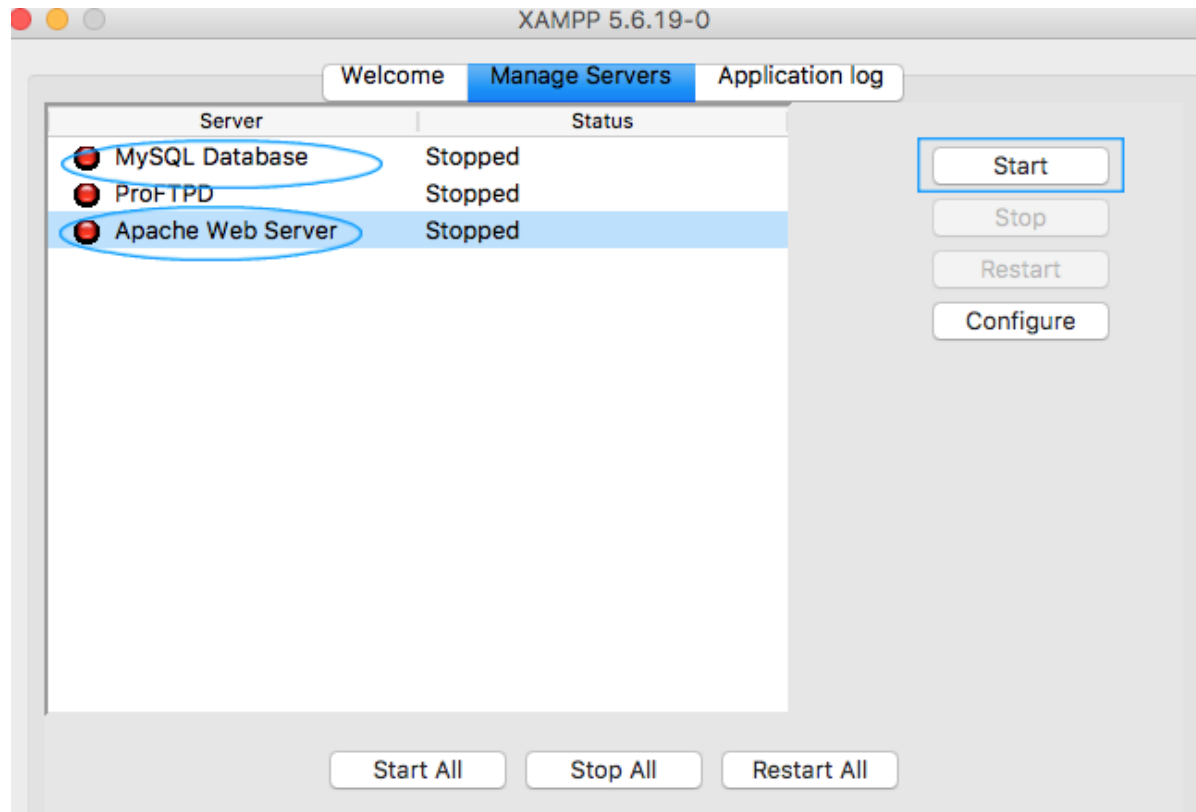 XAMPP 5.6.19-0
Welcome Manage Servers Application log
Server Status
MySQL Database Stopped
ProFTPD Stopped
Apache Web Server Stopped
Start
Stop
Restart
Configure
Start All Stop All Restart All